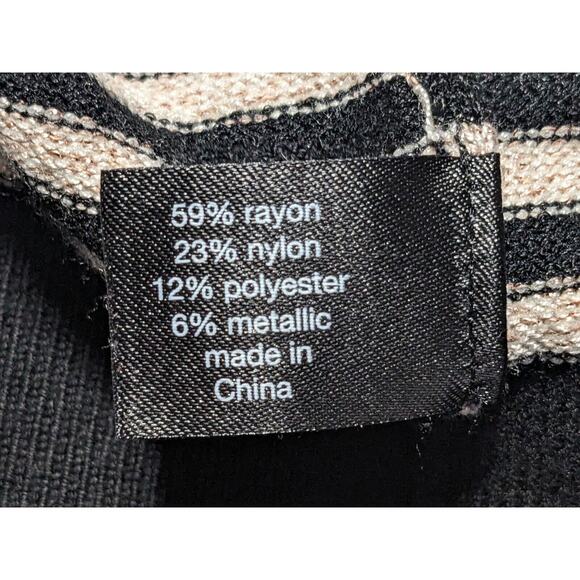 59% rayon
23% nylon
12% polyester
6% metallic
made in
China